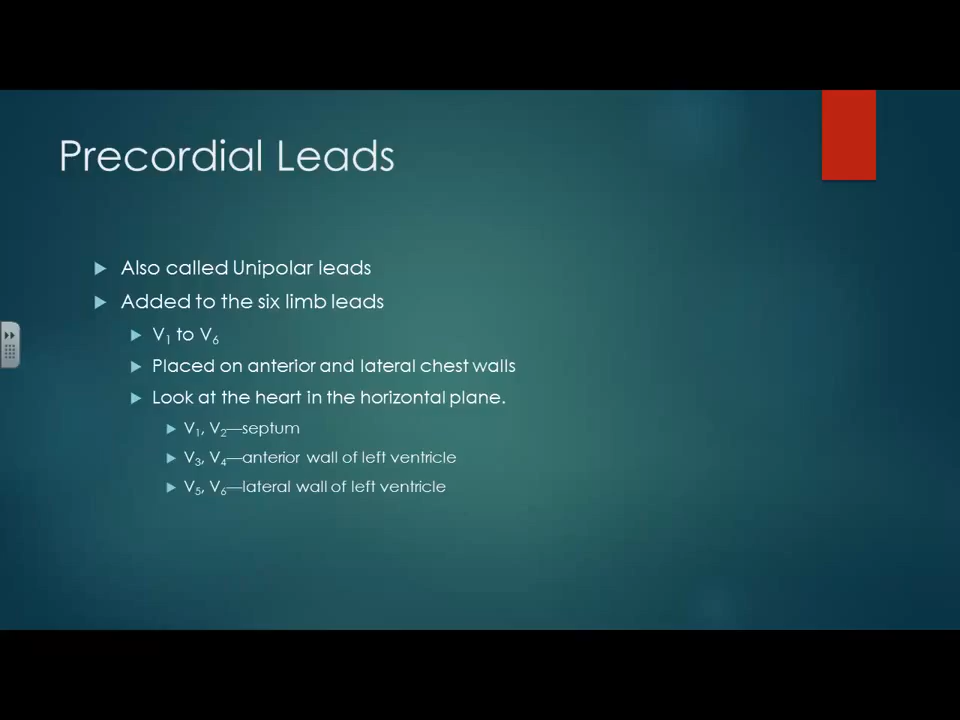 Precordial Leads
Also called Unipolar leads
Added to the six limb leads
V₁ to V₆
Placed on anterior and lateral chest walls
Look at the heart in the horizontal plane.
V₁, V₂—septum
V₃, V₄—anterior wall of left ventricle
V₅, V₆—lateral wall of left ventricle